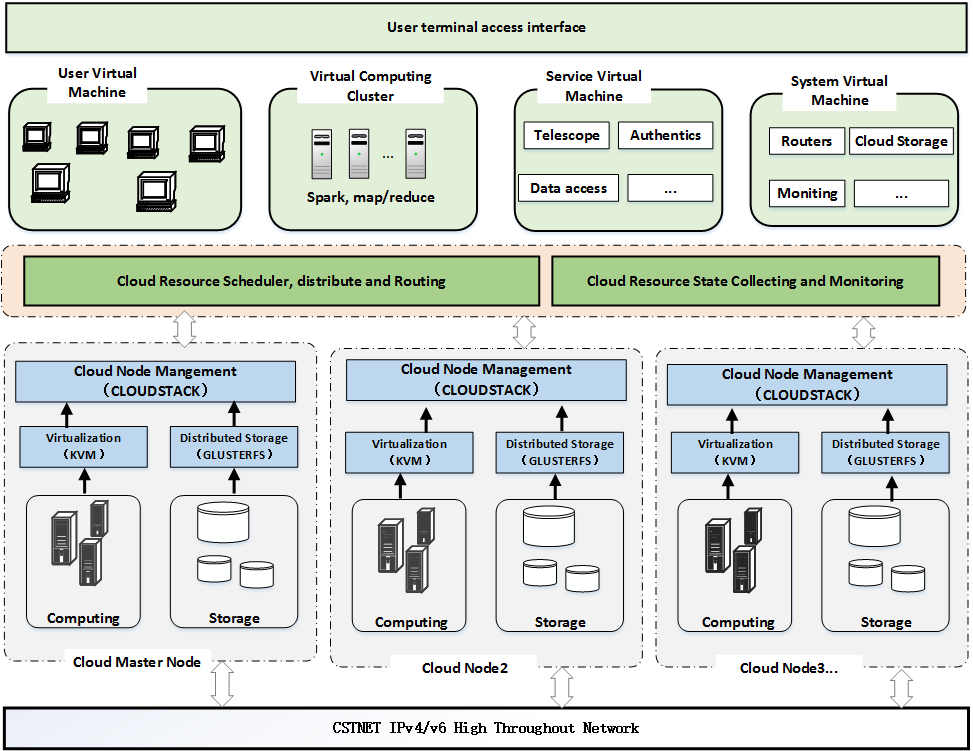 User terminal access interface
User Virtual
Machine
Virtual Computing
Cluster
Service Virtual
Machine
System Virtual
Machine
...
Spark, map/reduce
Telescope
Authentics
Data access
...
Routers
Cloud Storage
Moniting
...
Cloud Resource Scheduler, distribute and Routing
Cloud Resource State Collecting and Monitoring
Cloud Node Mangement
（CLOUDSTACK）
Virtualization
（KVM）
Distributed Storage
（GLUSTERFS）
Computing
Storage
Cloud Master Node
Cloud Node Management
（CLOUDSTACK）
Virtualization
（KVM）
Distributed Storage
（GLUSTERFS）
Computing
Storage
Cloud Node2
Cloud Node Management
（CLOUDSTACK）
Virtualization
（KVM）
Distributed Storage
（GLUSTERFS）
Computing
Storage
Cloud Node3...
CSTNET IPv4/v6 High Throughout Network